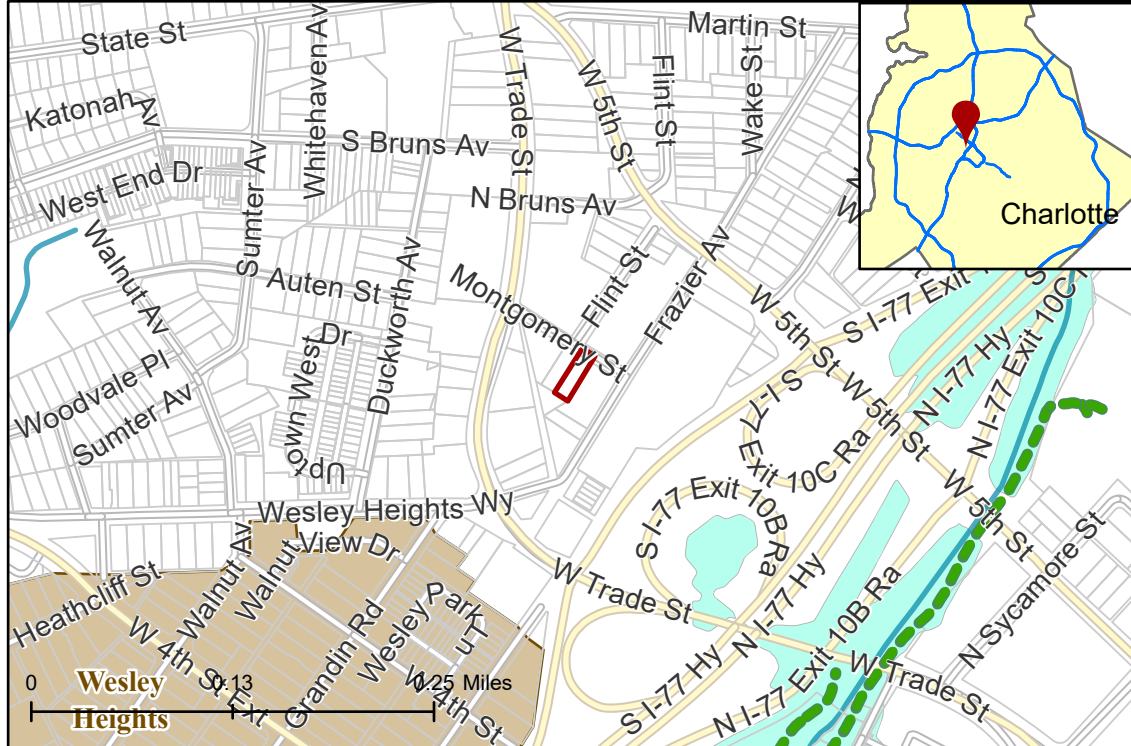 State St
Whitehaven Av
W Trade St
W 5th St
Martin St
Flint St
Wake St
Katonah Av
S Bruns Av
West End Dr
Sumter Av
N Bruns Av
Charlotte
Walnut Av
Auten St
Duckworth Av
Montgomery St
Flint St
Frazier Av
W 5th St
S I-77 Exit
S I-77 Exit 10C Ra
N I-77 Hy
N I-77 Exit 10C
Woodvale Pl
Sumter Av
Uptown West Dr
W 5th St
W 5th St
Wesley Heights Wy
View Dr
Walnut
Walnut Av
S I-77 Exit 10B Ra
N Sycamore St
Heathcliff St
W Trade St
N I-77 Hy
N I-77 Exit 10B Ra
W 4th St Ext
Grandin Rd
Wesley
Park Ln
W 4th St
W Trade St
S I-77 Hy
Wesley
Heights
0 0.13 0.25 Miles